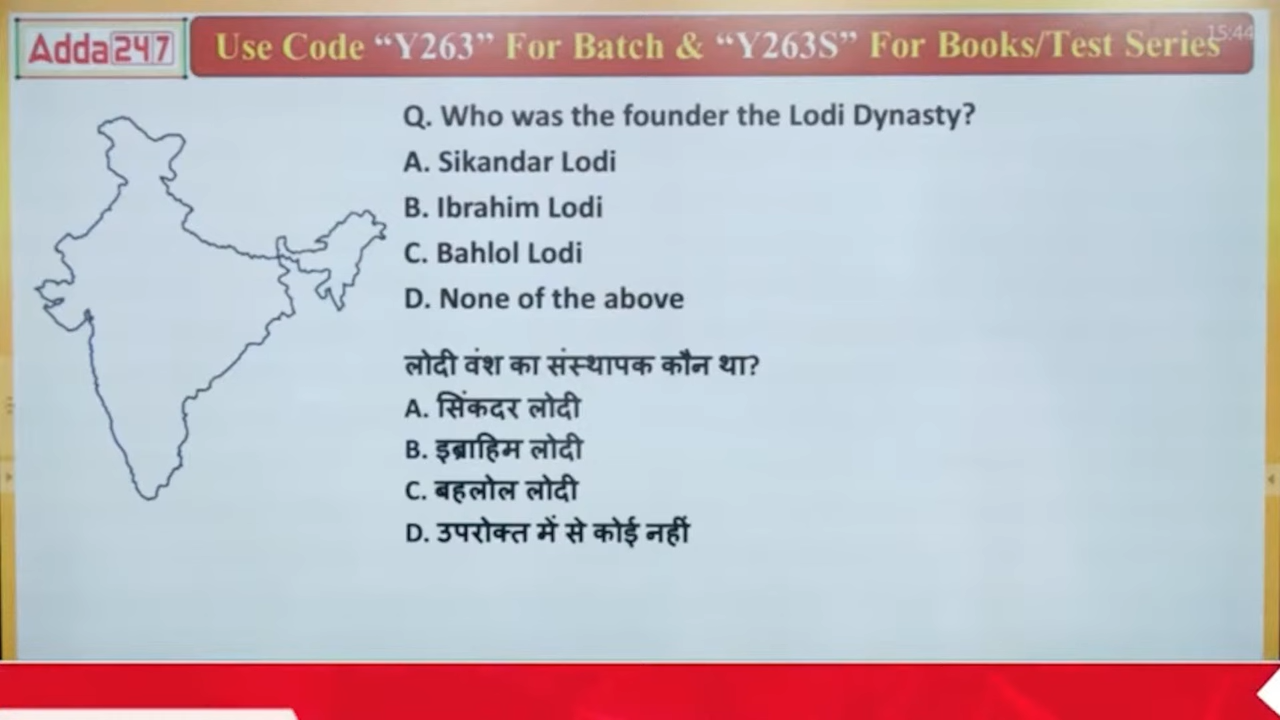 Adda247
Use Code “Y263” For Batch & “Y263S” For Books/Test Series
15:44
Q. Who was the founder the Lodi Dynasty?
A. Sikandar Lodi
B. Ibrahim Lodi
C. Bahlol Lodi
D. None of the above
लोदी वंश का संस्थापक कौन था?
A. सिंकदर लोदी
B. इब्राहिम लोदी
C. बहलोल लोदी
D. उपरोक्त में से कोई नहीं